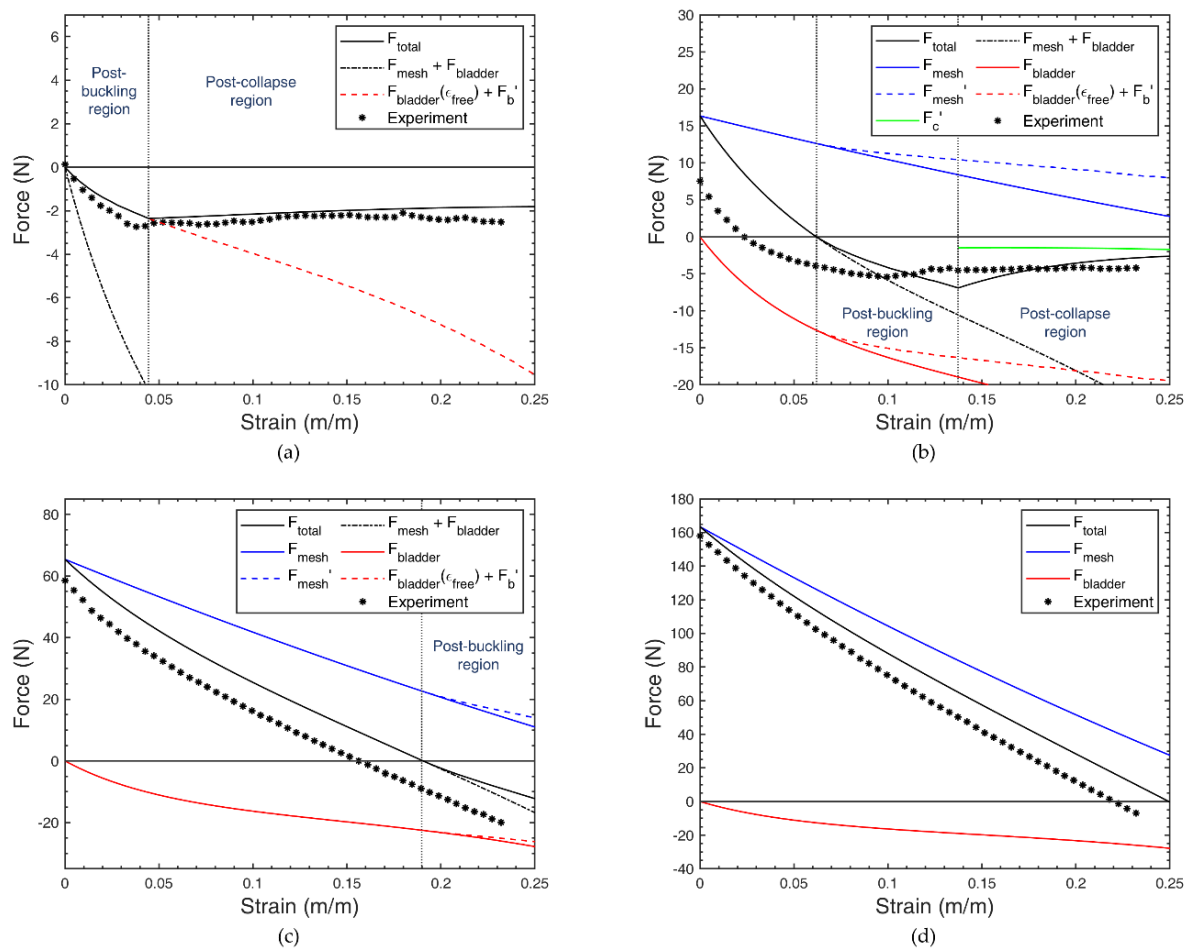 6
4
2
0
-2
-4
-6
-8
-10
0
0.05
0.1
0.15
0.2
0.25
Force (N)
Strain (m/m)
Post-
buckling
region
Post-collapse
region
F_total
F_mesh + F_bladder
F_bladder(ϵ_free) + F_b'
Experiment
(a)
30
25
20
15
10
5
0
-5
-10
-15
-20
0
0.05
0.1
0.15
0.2
0.25
Force (N)
Strain (m/m)
F_total
F_mesh
F_mesh'
F_c'
F_mesh + F_bladder
F_bladder
F_bladder(ϵ_free) + F_b'
Experiment
Post-buckling
region
Post-collapse
region
(b)
80
60
40
20
0
-20
0
0.05
0.1
0.15
0.2
0.25
Force (N)
Strain (m/m)
F_total
F_mesh
F_mesh'
F_mesh + F_bladder
F_bladder
F_bladder(ϵ_free) + F_b'
Experiment
Post-buckling
region
(c)
180
160
140
120
100
80
60
40
20
0
-20
-40
0
0.05
0.1
0.15
0.2
0.25
Force (N)
Strain (m/m)
F_total
F_mesh
F_bladder
Experiment
(d)